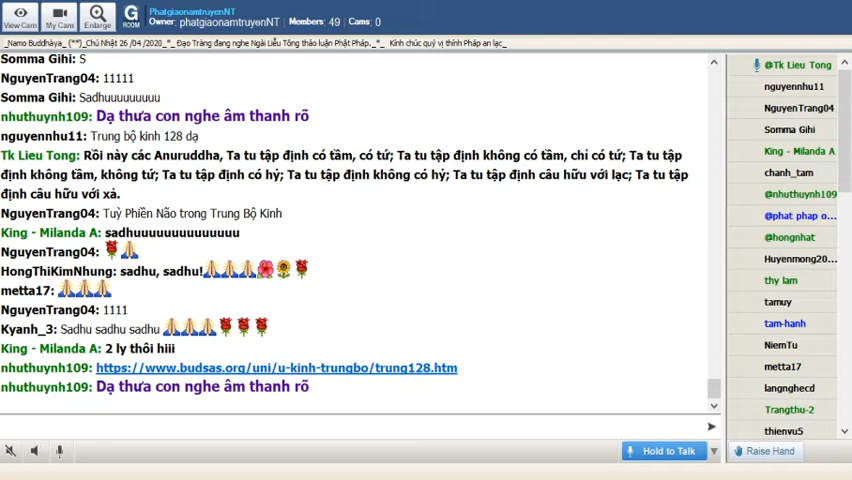 View Cam
My Cam
Enlarge
G
ROOM
PhatgiaonamtruyenNT
Owner: phatgiaonamtruyenNT | Members: 49 Cams: 0
_Namo Buddhàya_ (**)_Chủ Nhật 26 /04 /2020_*_ Đạo Tràng đang nghe Ngài Liễu Tông thảo luận Phật Pháp._*_ Kính chúc quý vị thính Pháp an lạc_
Somma Gihi: S
NguyenTrang04: 11111
Somma Gihi: Sadhuuuuuuuuu
nhuthuynh109: Dạ thưa con nghe âm thanh rõ
nguyennhu11: Trung bộ kinh 128 dạ
Tk Lieu Tong: Rồi này các Anuruddha, Ta tu tập định có tầm, có tứ; Ta tu tập định không có tầm, chỉ có tứ; Ta tu tập
định không tầm, không tứ; Ta tu tập định có hỷ; Ta tu tập định không có hỷ; Ta tu tập định câu hữu với lạc; Ta tu tập
định câu hữu với xả.
NguyenTrang04: Tuỳ Phiền Não trong Trung Bộ Kinh
King - Milanda A: sadhuuuuuuuuuuuuuu
NguyenTrang04: 🌹🙏
HongThiKimNhung: sadhu, sadhu!🙏🙏🙏🌺🌻🌹
metta17: 🙏🙏🙏
NguyenTrang04: 1111
Kyanh_3: Sadhu sadhu sadhu 🙏🙏🙏🌹🌹🌹
King - Milanda A: 2 ly thôi hiii
nhuthuynh109: https://www.budsas.org/uni/u-kinh-trungbo/trung128.htm
nhuthuynh109: Dạ thưa con nghe âm thanh rõ
Hold to Talk
@Tk Lieu Tong
nguyennhu11
NguyenTrang04
Somma Gihi
King - Milanda A
chanh_tam
@nhuthuynh109
@phat phap o...
@hongnhat
Huyenmong20...
thy lam
tamuy
tam-hanh
NiemTu
metta17
langnghecd
Trangthu-2
thienvu5
Raise Hand